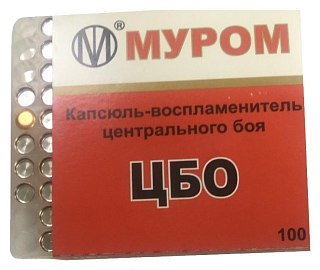 М ® МУРОМ
Капсюль-воспламенитель
центрального боя
ЦБО
100